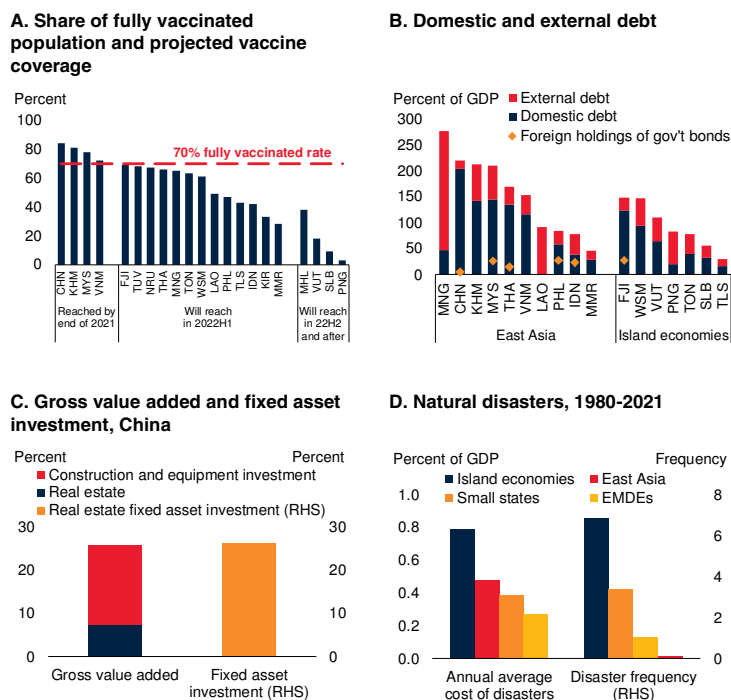 A. Share of fully vaccinated
population and projected vaccine
coverage
Percent
100
80
60
40
20
0
70% fully vaccinated rate
CHN
KHM
MYS
VNM
FJI
TUV
NRU
THA
MNG
TON
WSM
LAO
PHL
TLS
IDN
KIR
MMR
MHL
VUT
SLB
PNG
Reached by
end of 2021
Will reach
in 2022H1
Will reach
in 22H2
and after
B. Domestic and external debt
Percent of GDP
External debt
Domestic debt
Foreign holdings of gov't bonds
300
250
200
150
100
50
0
MNG
CHN
KHM
MYS
THA
VNM
LAO
PHL
IDN
MMR
FJI
WSM
VUT
PNG
TON
SLB
TLS
East Asia
Island economies
C. Gross value added and fixed asset
investment, China
Percent
Percent
Construction and equipment investment
Real estate
Real estate fixed asset investment (RHS)
30
20
10
0
30
20
10
0
Gross value added
Fixed asset
investment (RHS)
D. Natural disasters, 1980-2021
Percent of GDP
Frequency
Island economies
East Asia
Small states
EMDEs
1.0
0.8
0.6
0.4
0.2
0.0
8
6
4
2
0
Annual average
cost of disasters
Disaster frequency
(RHS)